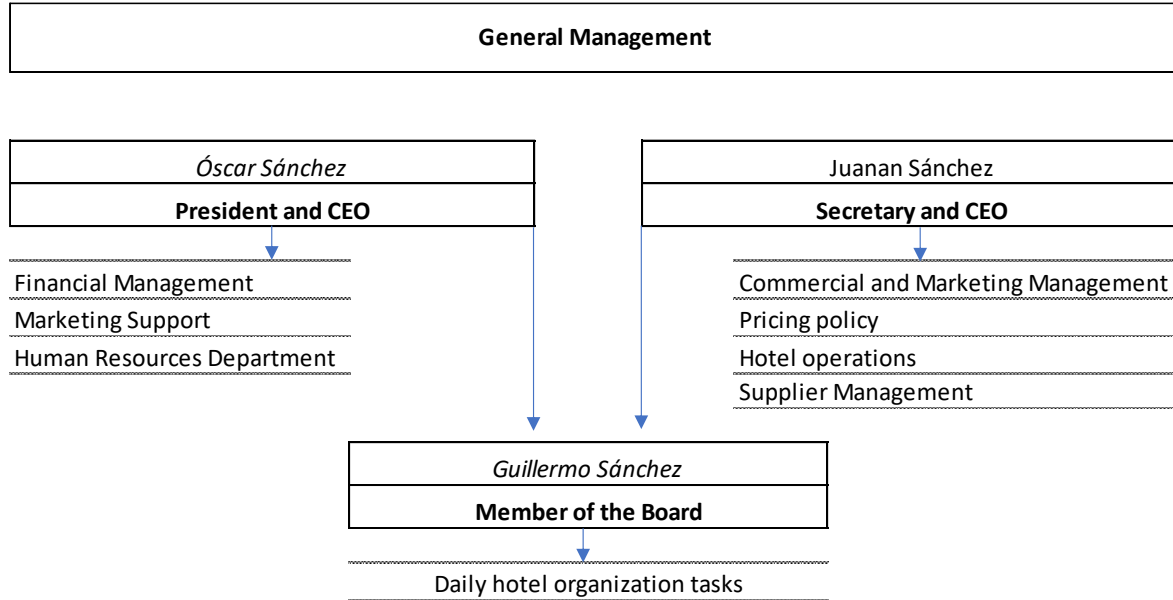 General Management
Óscar Sánchez
President and CEO
Financial Management
Marketing Support
Human Resources Department
Juanan Sánchez
Secretary and CEO
Commercial and Marketing Management
Pricing policy
Hotel operations
Supplier Management
Guillermo Sánchez
Member of the Board
Daily hotel organization tasks